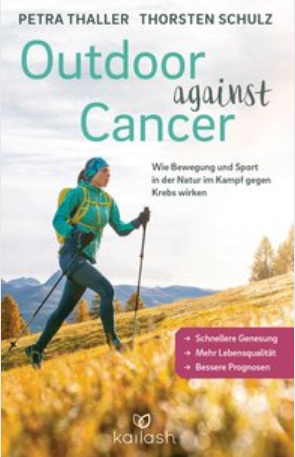 PETRA THALLER THORSTEN SCHULZ
Outdoor
against
Cancer
Wie Bewegung und Sport
in der Natur im Kampf gegen
Krebs wirken
→ Schnellere Genesung
→ Mehr Lebensqualität
→ Bessere Prognosen
kailash